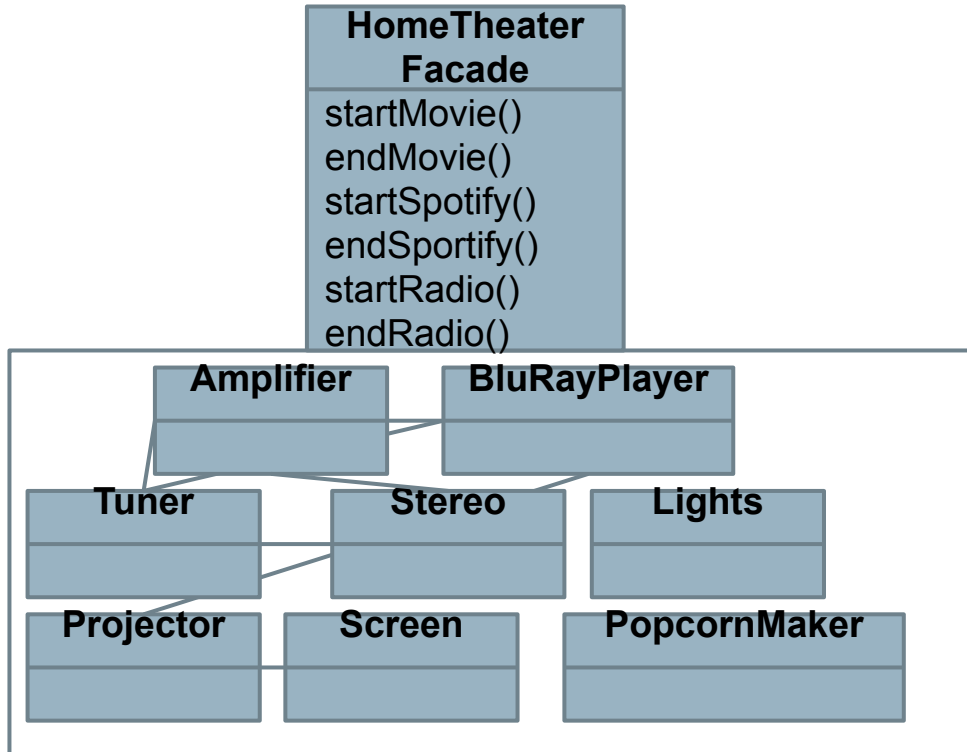 HomeTheater
Facade
startMovie()
endMovie()
startSpotify()
endSportify()
startRadio()
endRadio()
Amplifier BluRayPlayer
Tuner Stereo Lights
Projector Screen PopcornMaker